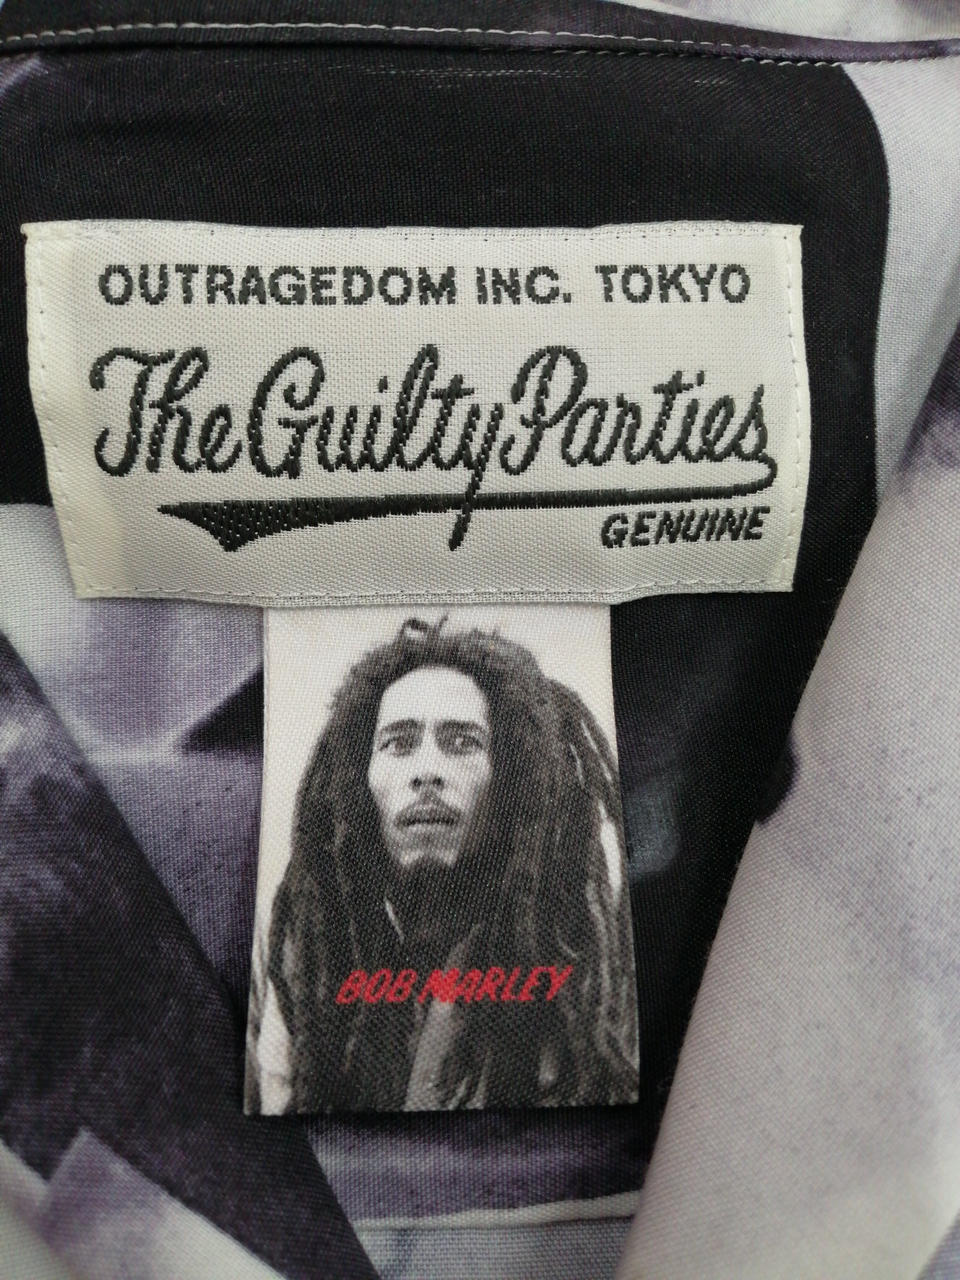 OUTRAGEDOM INC. TOKYO
The Guilty Parties
GENUINE
BOB MARLEY